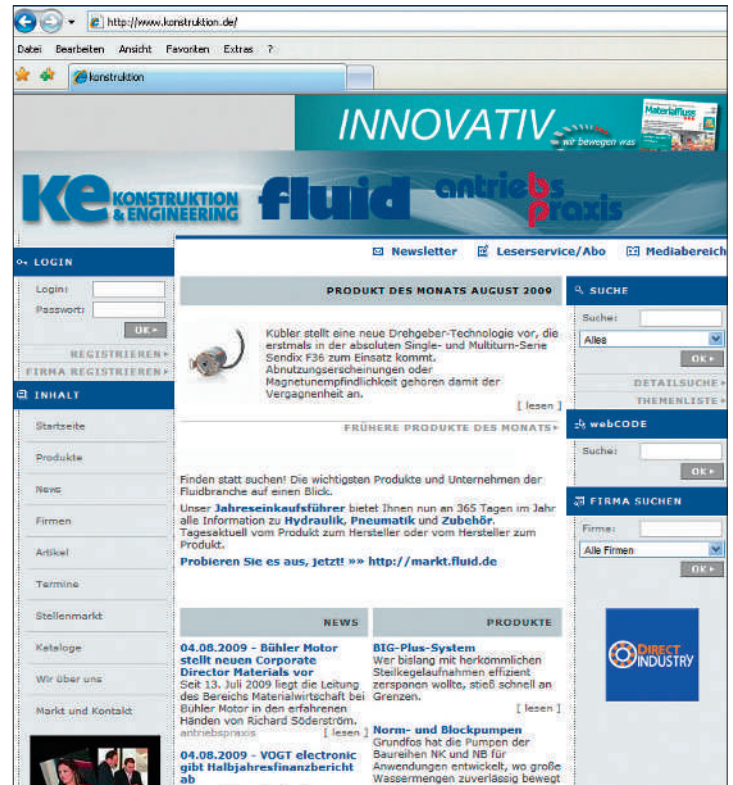 http://www.konstruktion.de/
Datei Bearbeiten Ansicht Favoriten Extras ?
konstruktion
INNOVATIV
wir bewegen was
Materialfluss
ke KONSTRUKTION & ENGINEERING
fluid
antriebs praxis
Newsletter Leserservice/Abo Mediabereich
LOGIN
Login:
Passwort:
OK
REGISTRIEREN
FIRMA REGISTRIEREN
INHALT
Startseite
Produkte
News
Firmen
Artikel
Termine
Stellenmarkt
Kataloge
Wir über uns
Markt und Kontakt
PRODUKT DES MONATS AUGUST 2009
Kübler stellt eine neue Drehgeber-Technologie vor, die
erstmals in der absoluten Single- und Multiturn-Serie
Sendix F36 zum Einsatz kommt.
Abnutzungserscheinungen oder
Magnetunempfindlichkeit gehören damit der
Vergagnenheit an.
[ lesen ]
FRÜHERE PRODUKTE DES MONATS
Finden statt suchen! Die wichtigsten Produkte und Unternehmen der
Fluidbranche auf einen Blick.
Unser Jahreseinkaufsführer bietet Ihnen nun an 365 Tagen im Jahr
alle Information zu Hydraulik, Pneumatik und Zubehör.
Tagesaktuell vom Produkt zum Hersteller oder vom Hersteller zum
Produkt.
Probieren Sie es aus, jetzt! »» http://markt.fluid.de
NEWS
04.08.2009 - Bühler Motor
stellt neuen Corporate
Director Materials vor
Seit 13. Juli 2009 liegt die Leitung
des Bereichs Materialwirtschaft bei
Bühler Motor in den erfahrenen
Händen von Richard Söderström.
antriebspraxis [ lesen ]
04.08.2009 - VOGT electronic
gibt Halbjahresfinanzbericht
ab
PRODUKTE
BIG-Plus-System
Wer bislang mit herkömmlichen
Steilkegelaufnahmen effizient
zerspanen wollte, stieß schnell an
Grenzen.
[ lesen ]
Norm- und Blockpumpen
Grundfos hat die Pumpen der
Baureihen NK und NB für
Anwendungen entwickelt, wo große
Wassermengen zuverlässig bewegt
SUCHE
Suche:
Alles
OK
DETAILSUCHE
THEMENLISTE
webCODE
Suche:
OK
FIRMA SUCHEN
Firma:
Alle Firmen
OK
DIRECT
INDUSTRY